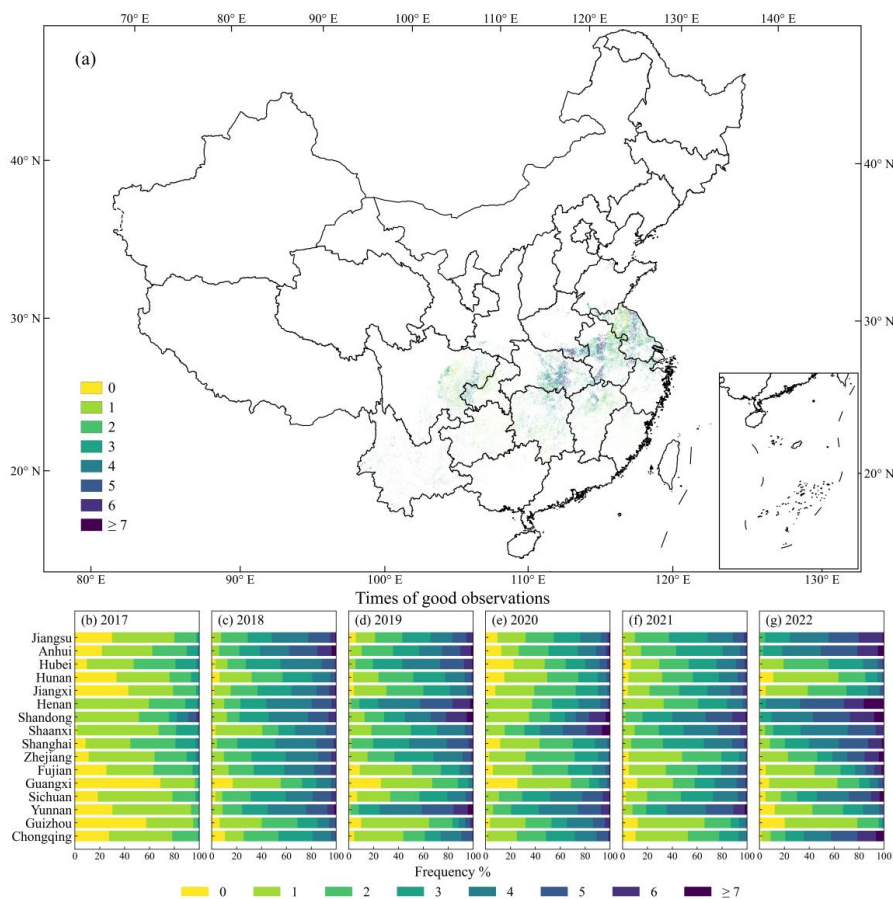 70° E 80° E 90° E 100° E 110° E 120° E 130° E 140° E
(a)
40° N 40° N
30° N 30° N
20° N 20° N
0
1
2
3
4
5
6
≥ 7
80° E 90° E 100° E 110° E 120° E 130° E
Times of good observations
(b) 2017 (c) 2018 (d) 2019 (e) 2020 (f) 2021 (g) 2022
Jiangsu
Anhui
Hubei
Hunan
Jiangxi
Henan
Shandong
Shaanxi
Shanghai
Zhejiang
Fujian
Guangxi
Sichuan
Yunnan
Guizhou
Chongqing
0 20 40 60 80 100 0 20 40 60 80 100 0 20 40 60 80 100 0 20 40 60 80 100 0 20 40 60 80 100 0 20 40 60 80 100
Frequency %
0 1 2 3 4 5 6 ≥ 7